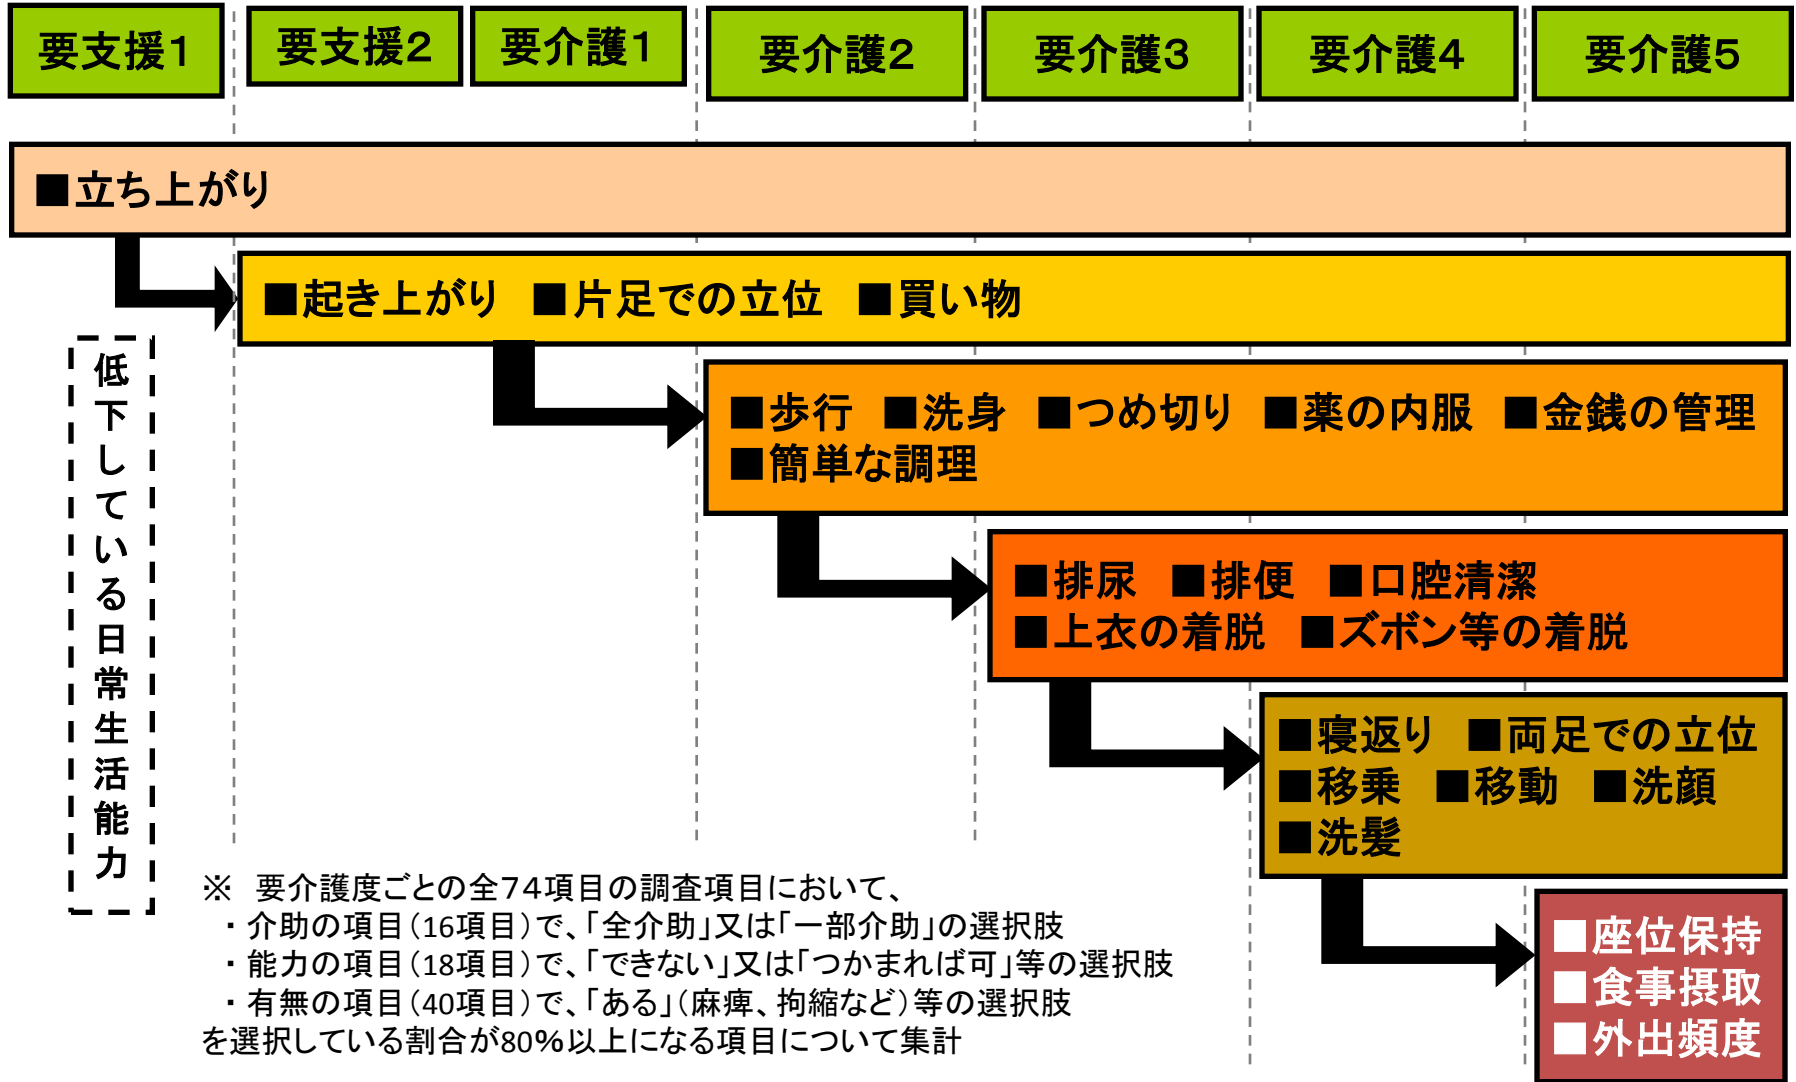 要支援1 要支援2 要介護1 要介護2 要介護3 要介護4 要介護5
■立ち上がり
■起き上がり ■片足での立位 ■買い物
低下している日常生活能力
■歩行 ■洗身 ■つめ切り ■薬の内服 ■金銭の管理
■簡単な調理
■排尿 ■排便 ■口腔清潔
■上衣の着脱 ■ズボン等の着脱
■寝返り ■両足での立位
■移乗 ■移動 ■洗顔
■洗髪
■座位保持
■食事摂取
■外出頻度
※ 要介護度ごとの全74項目の調査項目において、
・介助の項目(16項目)で、「全介助」又は「一部介助」の選択肢
・能力の項目(18項目)で、「できない」又は「つかまれば可」等の選択肢
・有無の項目(40項目)で、「ある」(麻痺、拘縮など)等の選択肢
を選択している割合が80%以上になる項目について集計